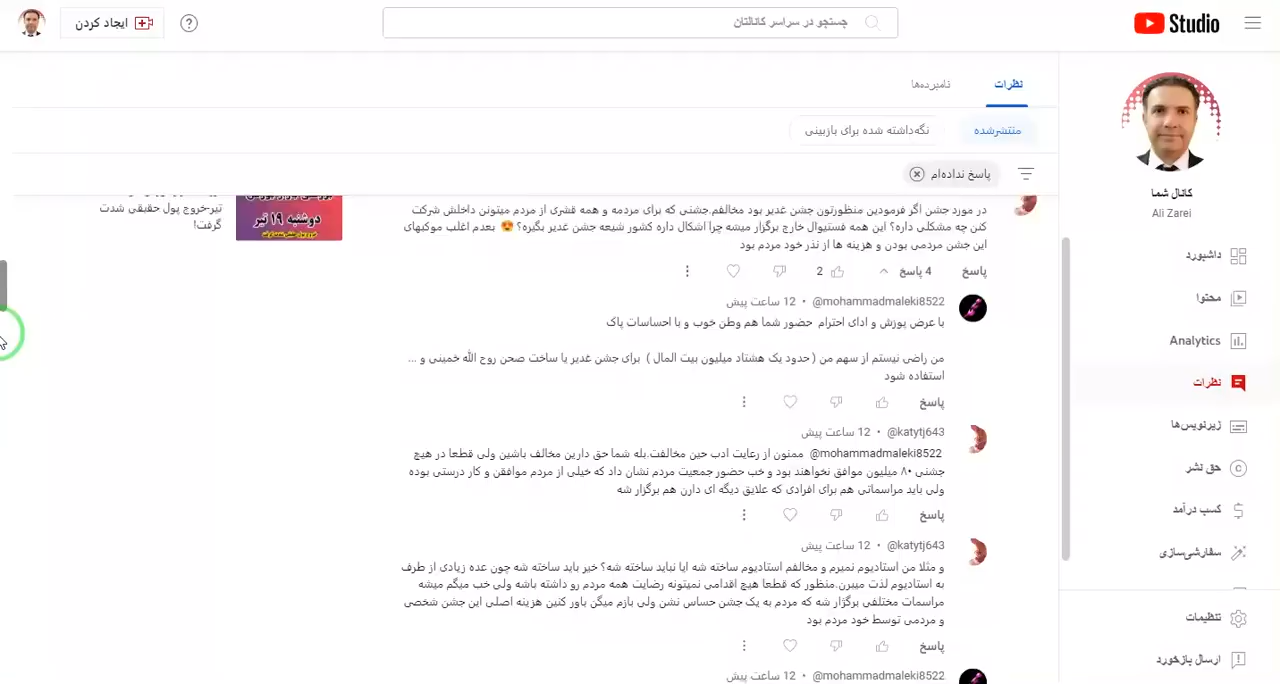 ایجاد کردن
جستجو در سراسر کانالتان
Studio
نظرات
نامبرده‌ها
منتشرشده
نگه‌داشته شده برای بازبینی
پاسخ نداده‌ام
تیر-خروج پول حقیقی شدت
گرفت!
دوشنبه ۱۹ تیر
در مورد جشن اگر فرمودین منظورتون جشن غدیر بود مخالفم.جشنی که برای مردمه و همه قشری از مردم میتونن داخلش شرکت
کنن چه مشکلی داره؟ این همه فستیوال خارج برگزار میشه چرا اشکال داره کشور شیعه جشن غدیر بگیره؟ 😍 بعدم اغلب موکبهای
این جشن مردمی بودن و هزینه ها از نذر خود مردم بود
پاسخ
4 پاسخ
2
@mohammadmaleki8522 • 12 ساعت پیش
با عرض پوزش و ادای احترام حضور شما هم وطن خوب و با احساسات پاک
من راضی نیستم از سهم من ( حدود یک هشتاد میلیون بیت المال ) برای جشن غدیر یا ساخت صحن روح الله خمینی و ...
استفاده شود
پاسخ
@katytj643 • 12 ساعت پیش
@mohammadmaleki8522 ممنون از رعایت ادب حین مخالفت.بله شما حق دارین مخالف باشین ولی قطعا در هیچ
جشنی ۸۰ میلیون موافق نخواهند بود و خب حضور جمعیت مردم نشان داد که خیلی از مردم موافقن و کار درستی بوده
ولی باید مراسماتی هم برای افرادی که علایق دیگه ای دارن هم برگزار شه
پاسخ
@katytj643 • 12 ساعت پیش
و مثلا من استادیوم نمیرم و مخالفم استادیوم ساخته شه ایا نباید ساخته شه؟ خیر باید ساخته شه چون عده زیادی از طرف
به استادیوم لذت میبرن.منظور که قطعا هیچ اقدامی نمیتونه رضایت همه مردم رو داشته باشه ولی خب میگم میشه
مراسمات مختلفی برگزار شه که مردم به یک جشن حساس نشن ولی بازم میگن باور کنین هزینه اصلی این جشن شخصی
و مردمی توسط خود مردم بود
پاسخ
@mohammadmaleki8522 • 12 ساعت پیش
کانال شما
Ali Zarei
داشبورد
محتوا
Analytics
نظرات
زیرنویس‌ها
حق نشر
کسب درآمد
سفارشی‌سازی
تنظیمات
ارسال بازخورد